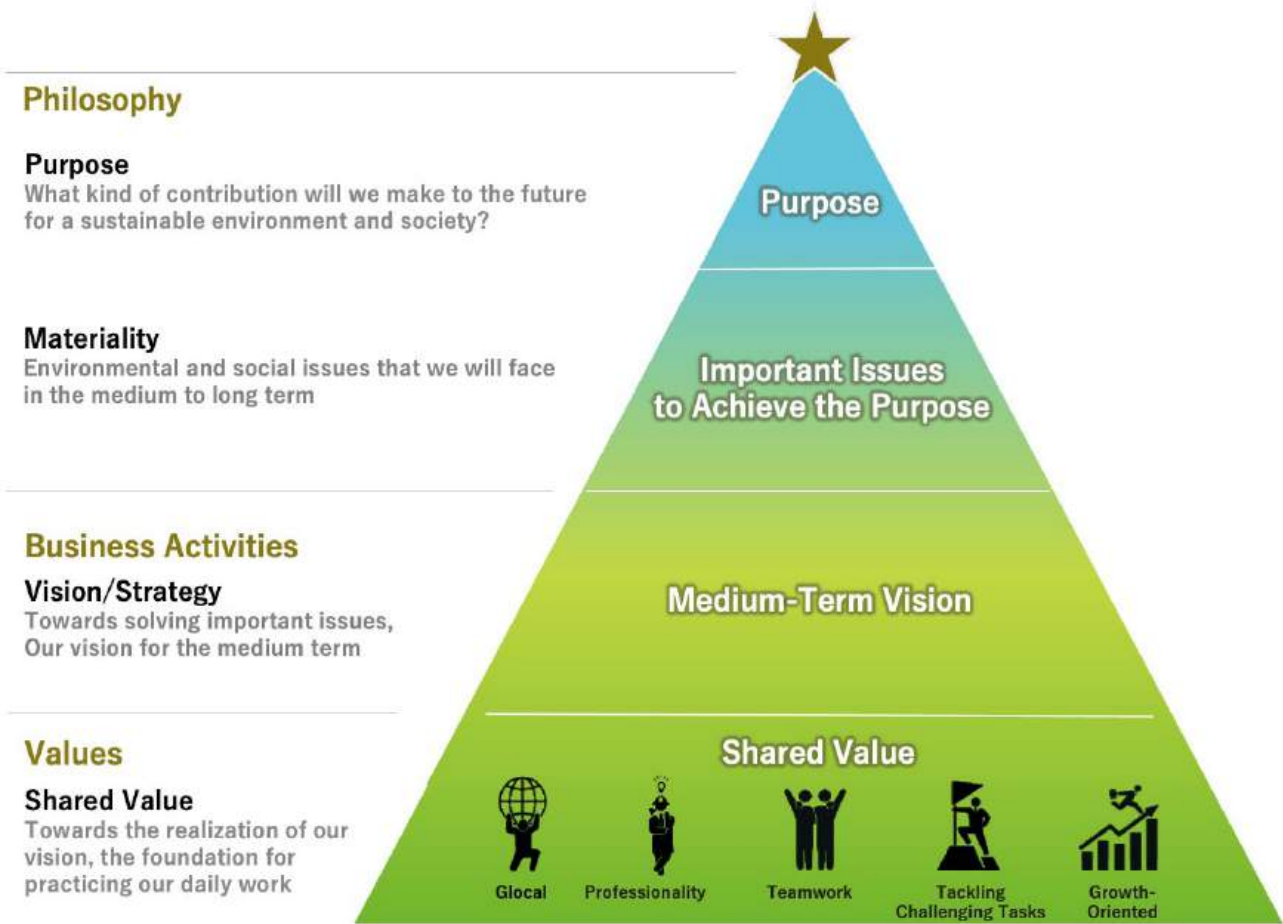 Philosophy
Purpose
What kind of contribution will we make to the future
for a sustainable environment and society?
Purpose
Materiality
Environmental and social issues that we will face
in the medium to long term
Important Issues
to Achieve the Purpose
Business Activities
Vision/Strategy
Towards solving important issues,
Our vision for the medium term
Medium-Term Vision
Values
Shared Value
Towards the realization of our
vision, the foundation for
practicing our daily work
Shared Value
Glocal
Professionality
Teamwork
Tackling
Challenging Tasks
Growth-
Oriented